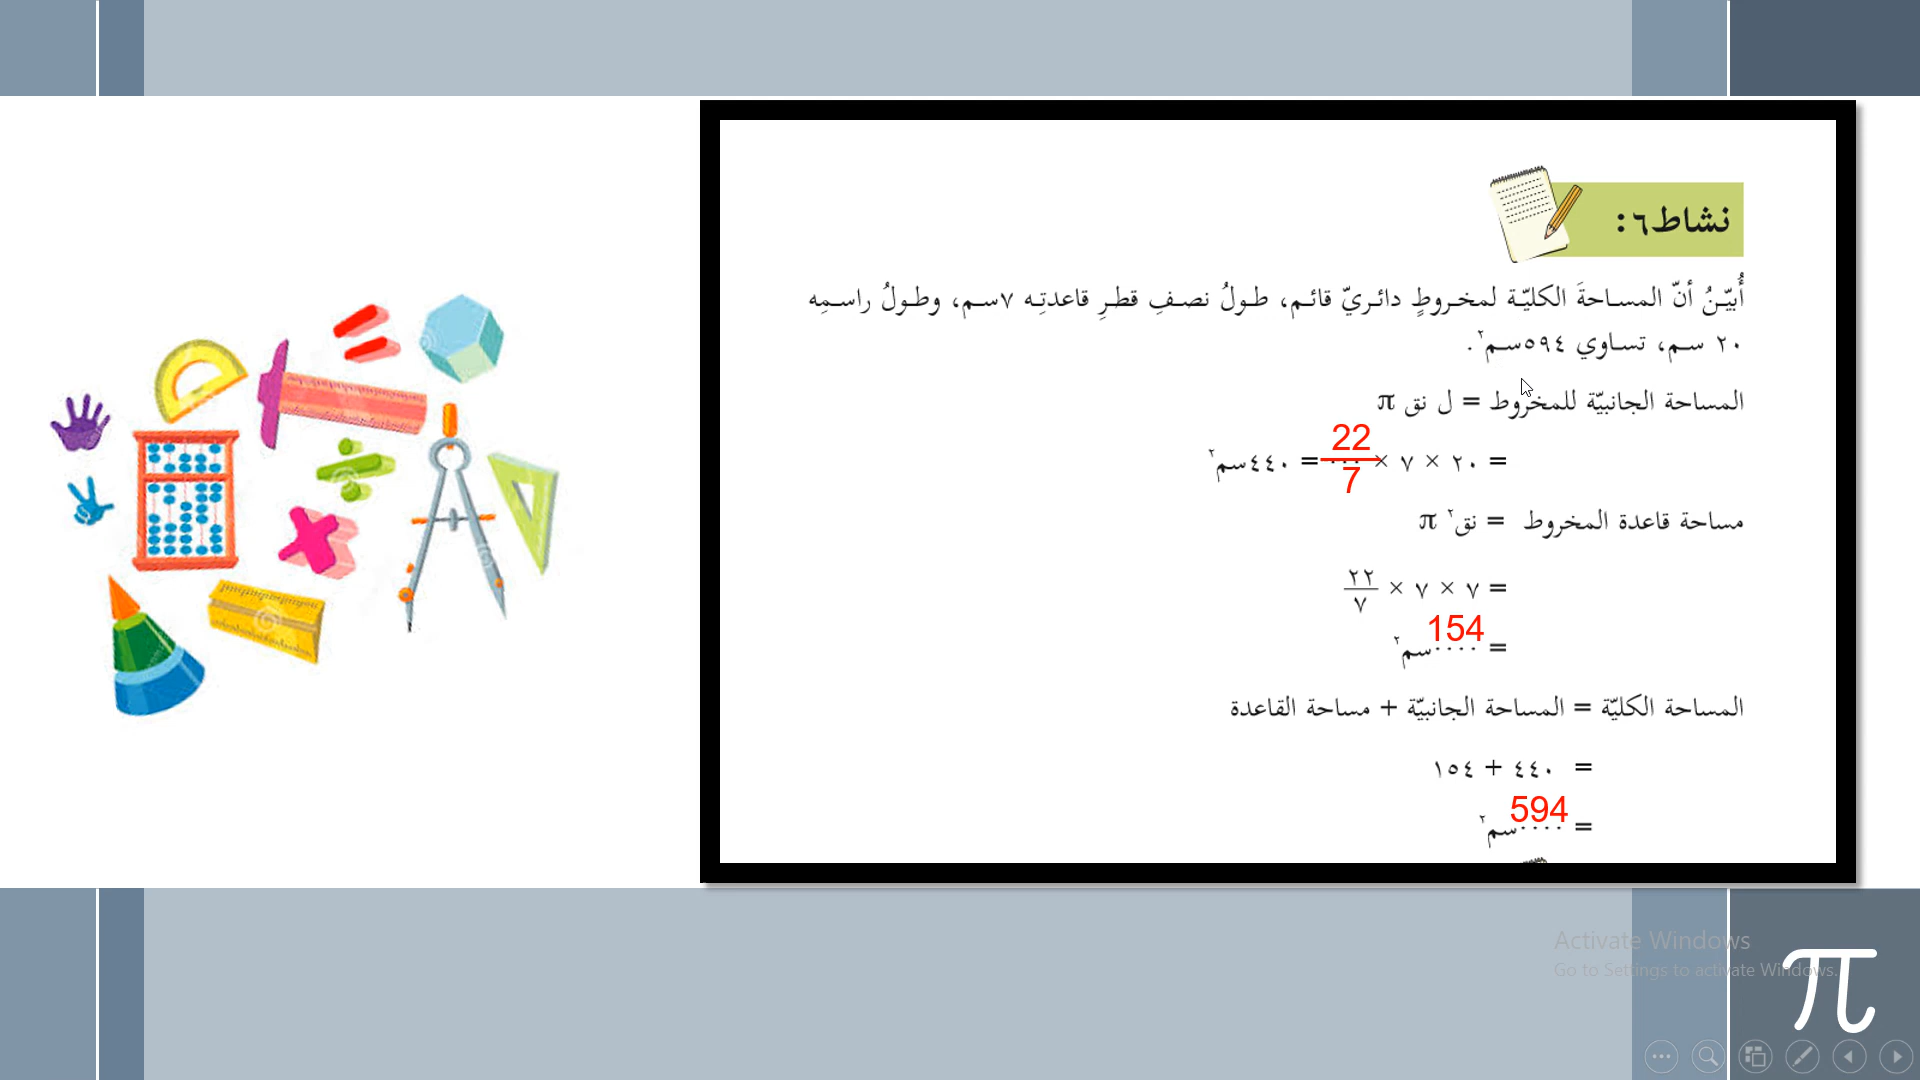 نشاط٦:
أُبيّنُ أنّ المساحةَ الكليّة لمخروطٍ دائريّ قائم، طولُ نصفِ قطرِ قاعدتِه ٧سم، وطولُ راسمِه
٢٠ سم، تساوي ٥٩٤سم٢.
المساحة الجانبيّة للمخروط = ل نق π
= ٢٠ × ٧ × .... 22/7 = ٤٤٠سم٢
مساحة قاعدة المخروط = نق٢ π
= ٧ × ٧ × ٢٢/٧
= .... 154 سم٢
المساحة الكليّة = المساحة الجانبيّة + مساحة القاعدة
= ٤٤٠ + ١٥٤
= .... 594 سم٢
Activate Windows
Go to Settings to activate Windows.
π